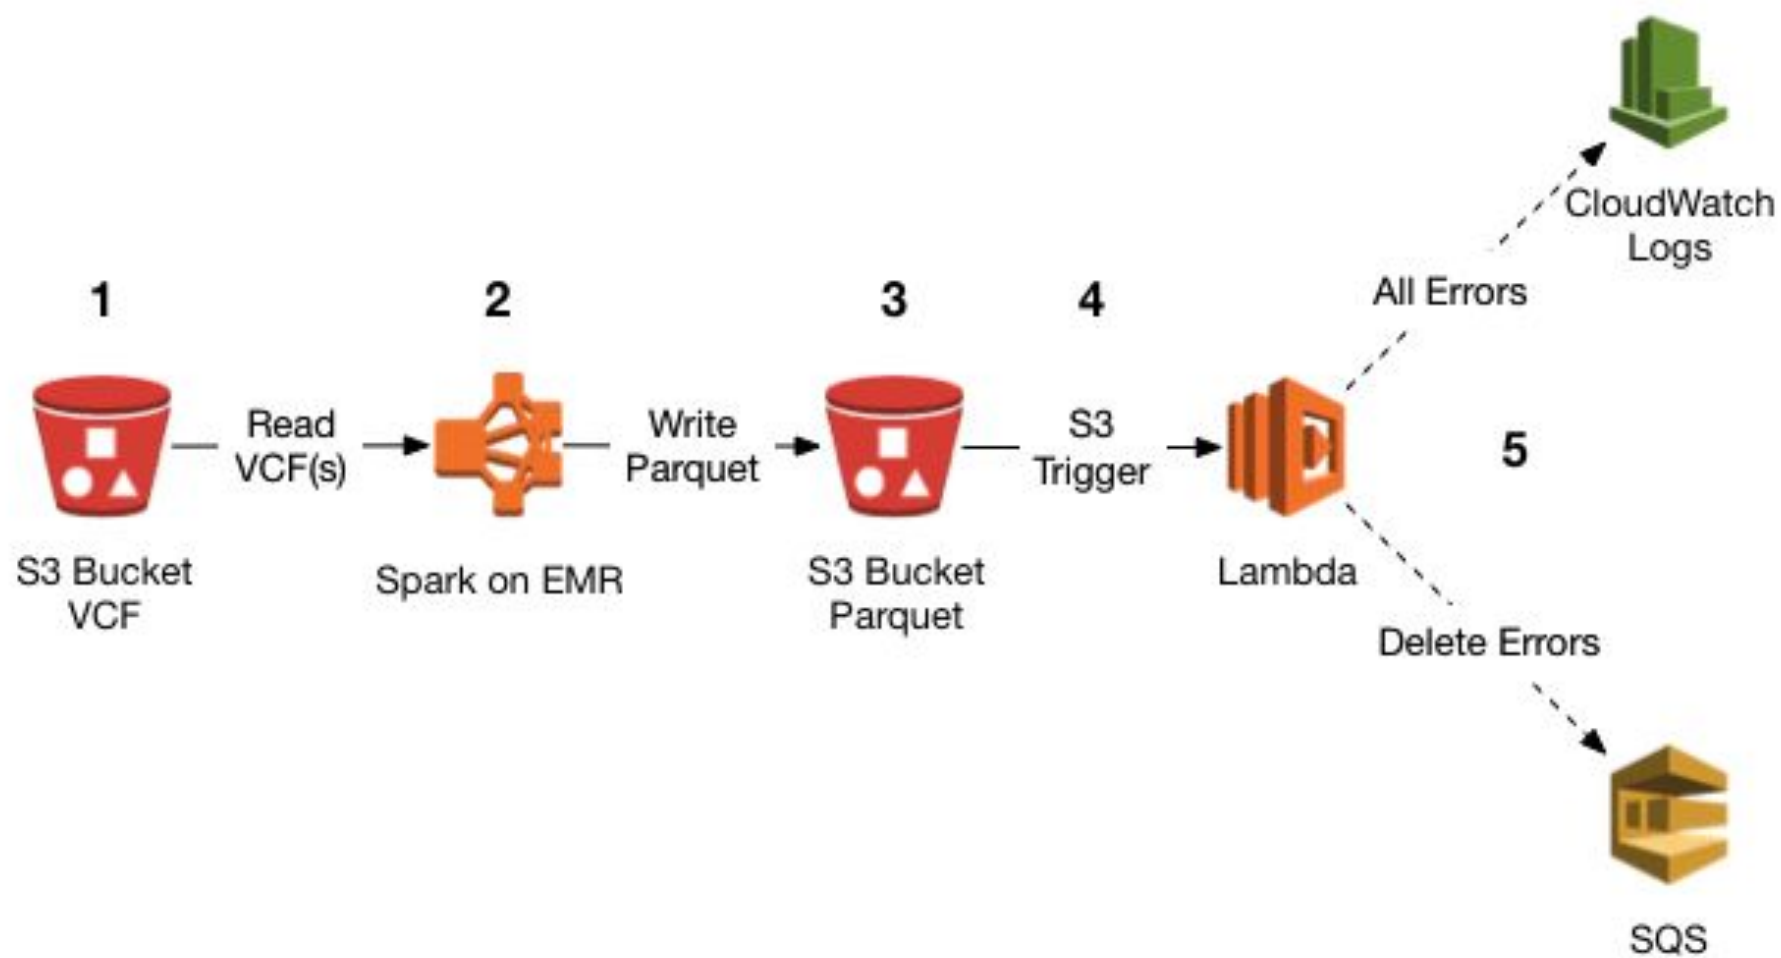 CloudWatch
Logs
All Errors
1
2
3
4
Read
VCF(s)
Write
Parquet
S3
Trigger
5
S3 Bucket
VCF
Spark on EMR
S3 Bucket
Parquet
Lambda
Delete Errors
SQS